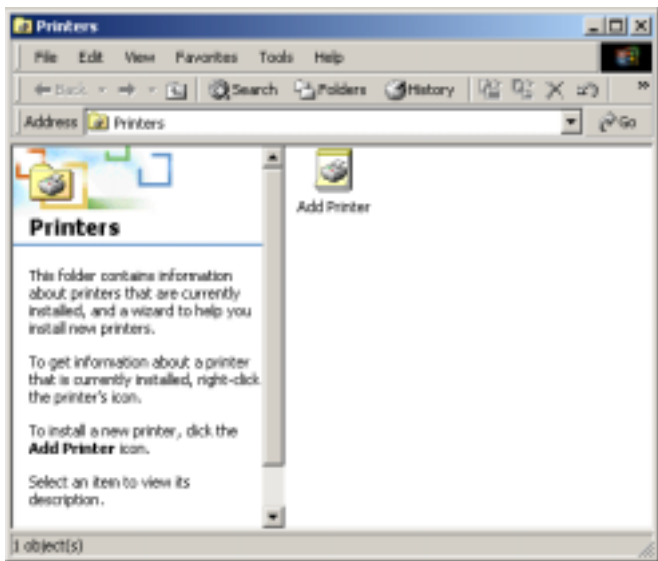 Printers
File Edit View Favorites Tools Help
Back Search Folders History »
Address Printers Go
Printers
This folder contains information
about printers that are currently
installed, and a wizard to help you
install new printers.
To get information about a printer
that is currently installed, right-click
the printer's icon.
To install a new printer, click the
Add Printer icon.
Select an item to view its
description.
Add Printer
1 object(s)